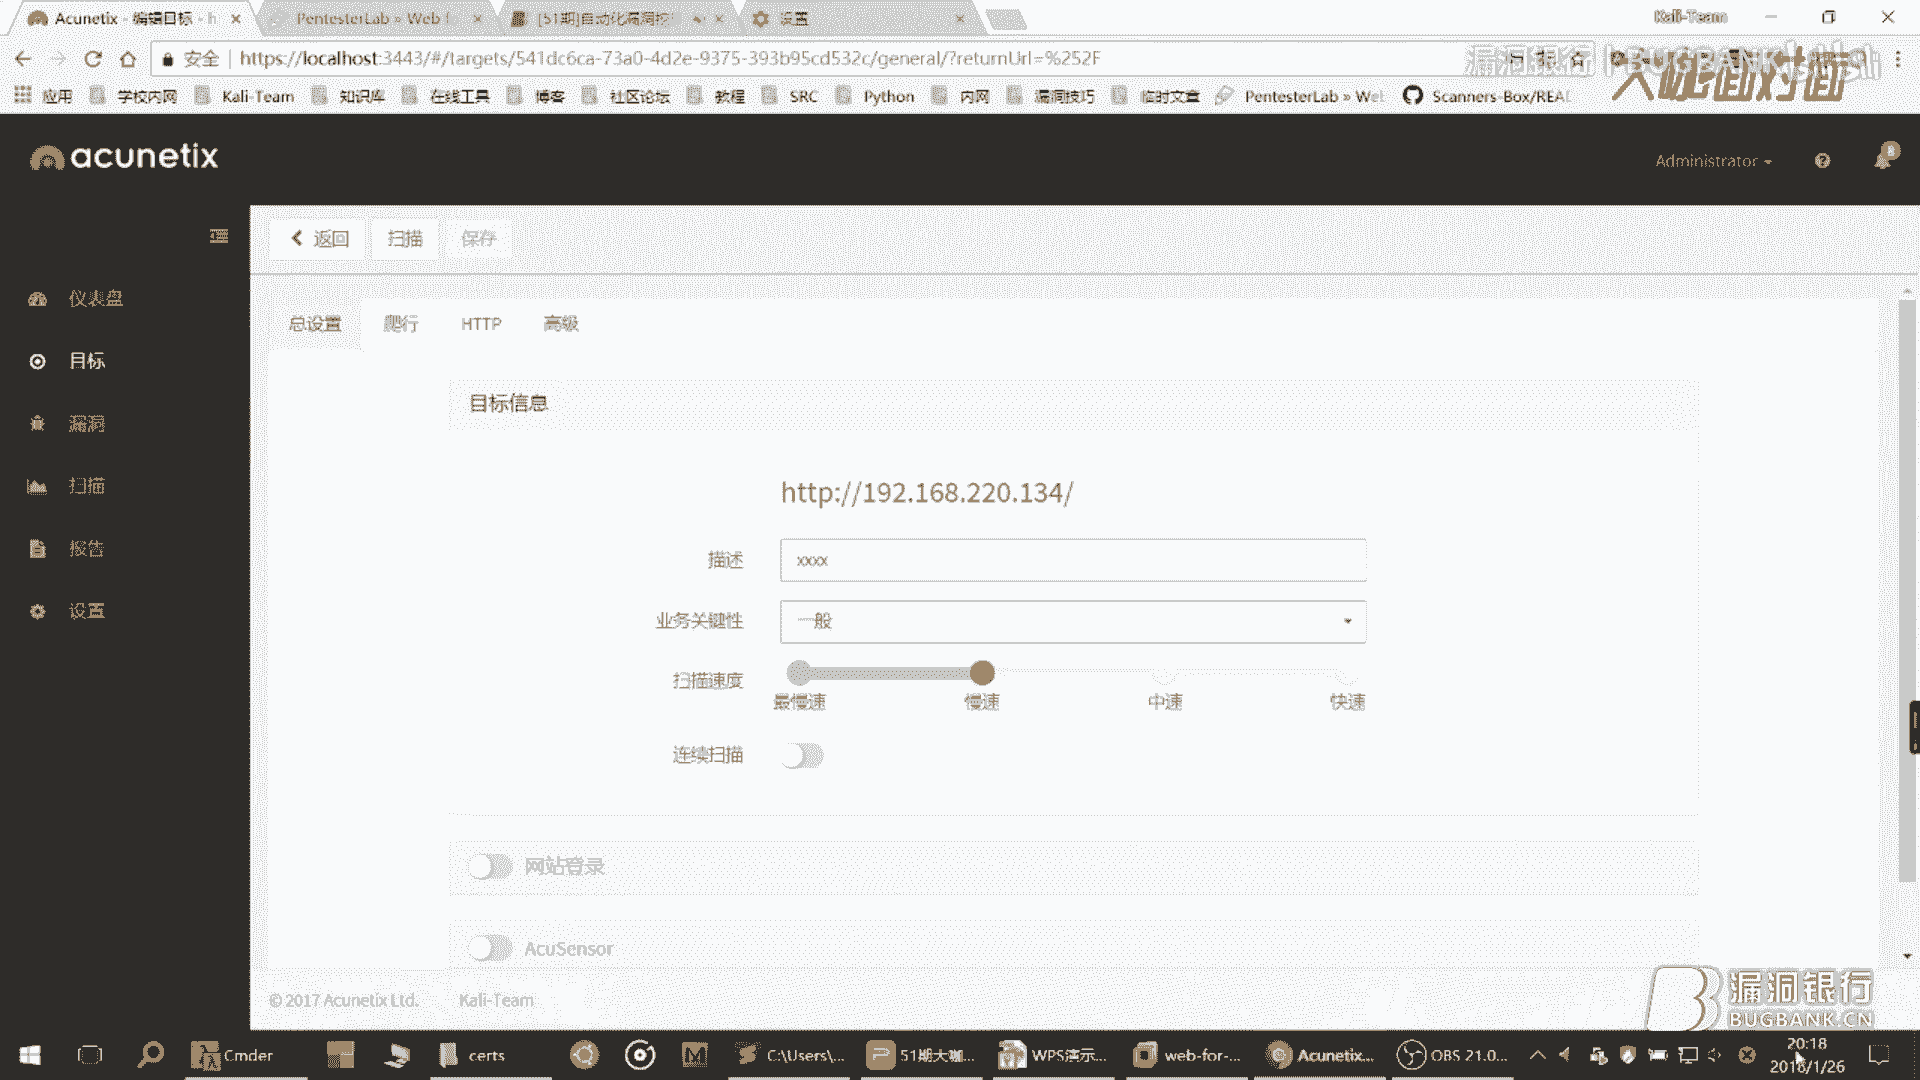 Acunetix - 编辑目标 - h
PentesterLab » Web f
[51期]自动化漏洞挖
设置
Kali-Team
安全
https://localhost:3443/#/targets/541dc6ca-73a0-4d2e-9375-393b95cd532c/general/?returnUrl=%252F
漏洞银行 | BUGBANK
大咖面对面
应用
学校内网
Kali-Team
知识库
在线工具
博客
社区论坛
教程
SRC
Python
内网
漏洞技巧
临时文章
PentesterLab » Wel
Scanners-Box/REAL
acunetix
Administrator
8
返回
扫描
保存
仪表盘
目标
漏洞
扫描
报告
设置
总设置
爬行
HTTP
高级
目标信息
http://192.168.220.134/
描述
xxxx
业务关键性
一般
扫描速度
最慢速
慢速
中速
快速
连续扫描
网站登录
AcuSensor
© 2017 Acunetix Ltd.
Kali-Team
漏洞银行
BUGBANK.CN
Cmder
certs
C:\Users\...
51期大咖...
WPS演示...
web-for-...
Acunetix...
OBS 21.0...
20:18
2018/1/26